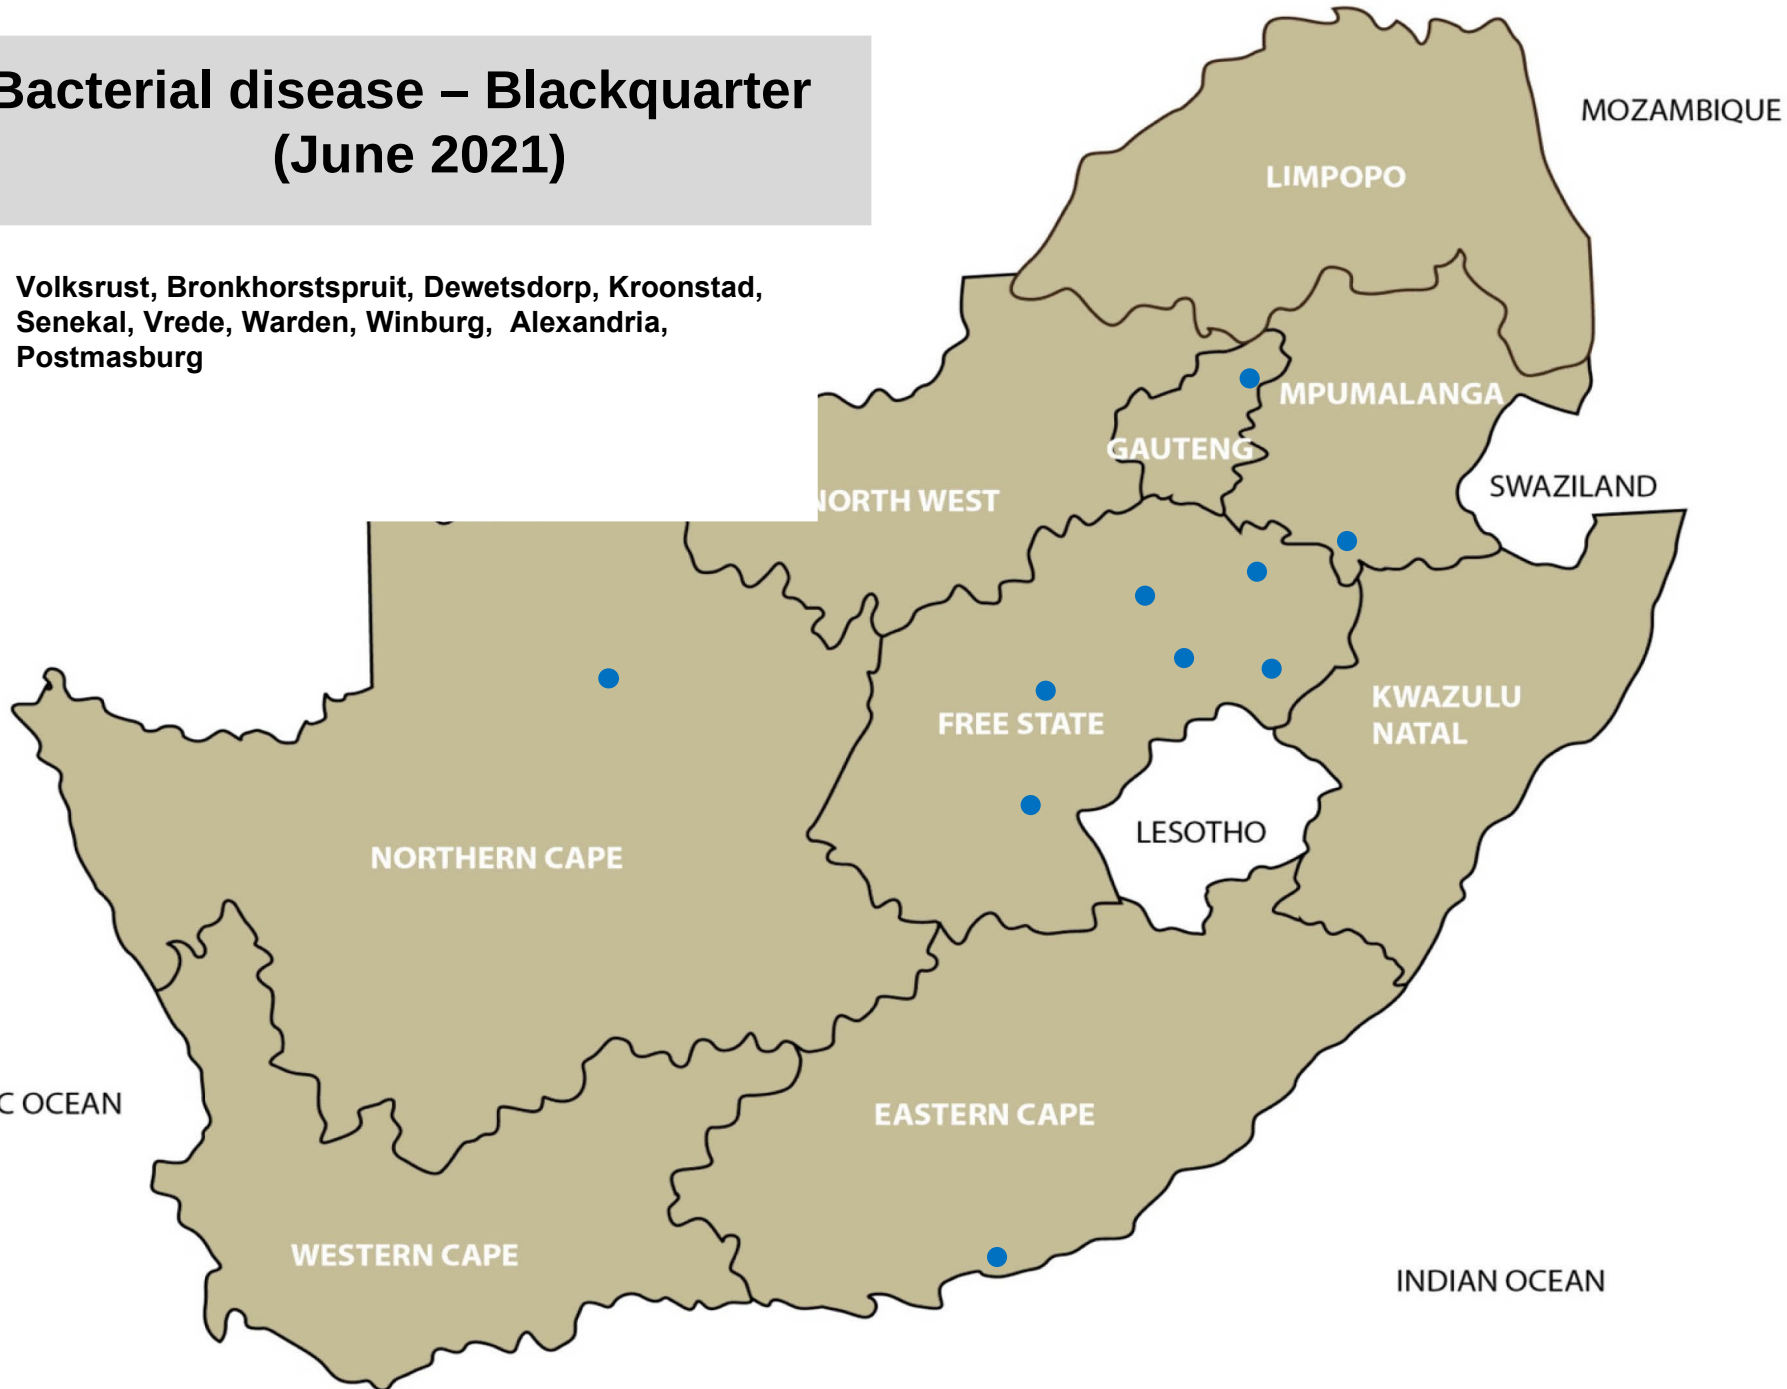 Bacterial disease – Blackquarter
(June 2021)
Volksrust, Bronkhorstspruit, Dewetsdorp, Kroonstad,
Senekal, Vrede, Warden, Winburg, Alexandria,
Postmasburg
MOZAMBIQUE
LIMPOPO
MPUMALANGA
GAUTENG
SWAZILAND
NORTH WEST
KWAZULU
NATAL
FREE STATE
LESOTHO
NORTHERN CAPE
C OCEAN
EASTERN CAPE
WESTERN CAPE
INDIAN OCEAN